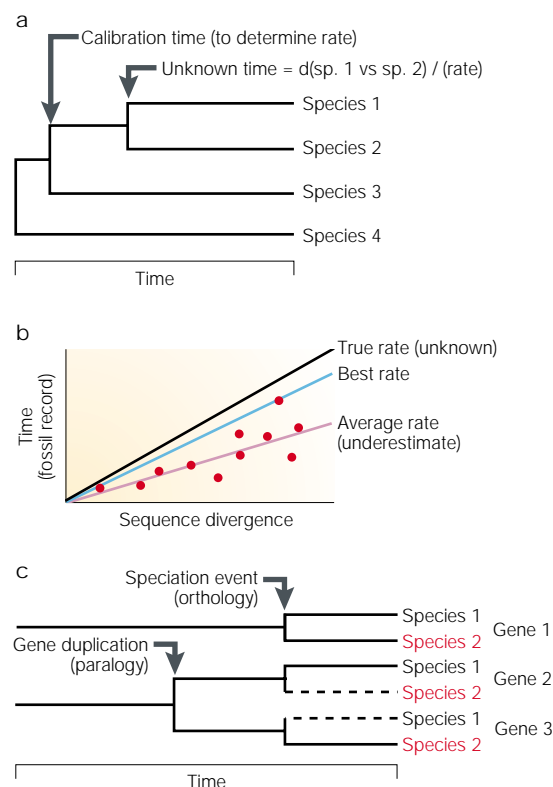 a
Calibration time (to determine rate)
Unknown time = d(sp. 1 vs sp. 2) / (rate)
Species 1
Species 2
Species 3
Species 4
Time
b
True rate (unknown)
Best rate
Average rate
(underestimate)
Time
(fossil record)
Sequence divergence
c
Speciation event
(orthology)
Gene duplication
(paralogy)
Species 1
Species 2
Gene 1
Species 1
Species 2
Gene 2
Species 1
Species 2
Gene 3
Time